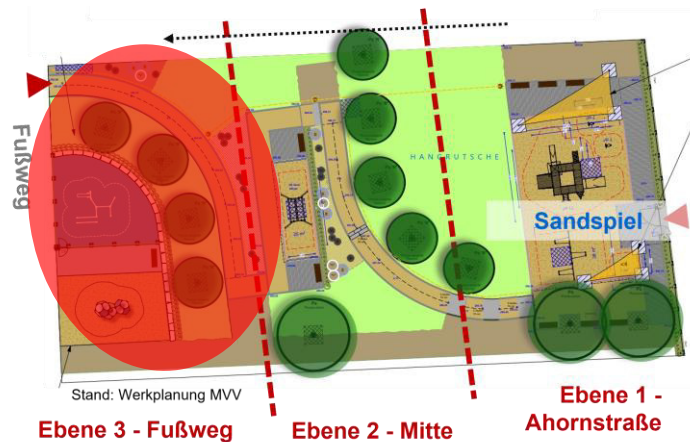 Fußweg
HANGRUTSCHE
Sandspiel
Stand: Werkplanung MVV
Ebene 3 - Fußweg
Ebene 2 - Mitte
Ebene 1 -
Ahornstraße